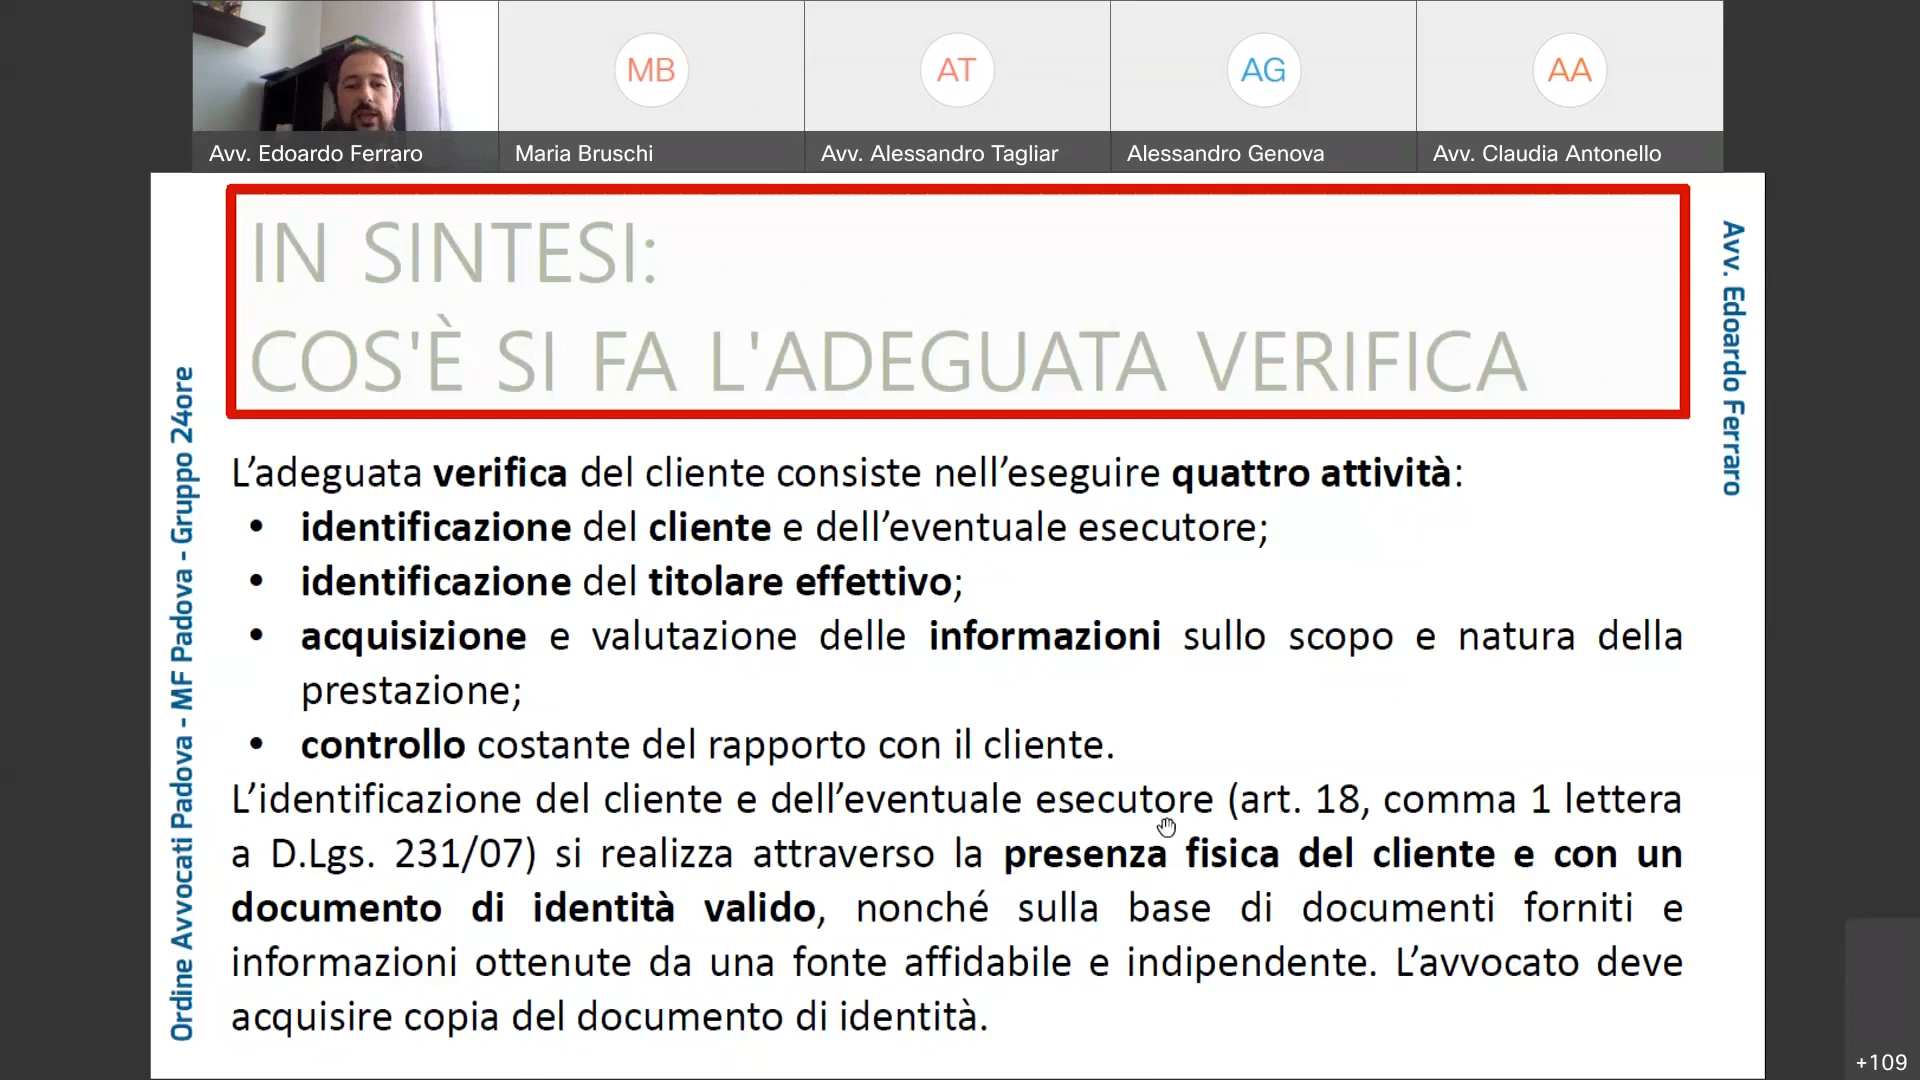 MB
AT
AG
AA
Avv. Edoardo Ferraro
Maria Bruschi
Avv. Alessandro Tagliar
Alessandro Genova
Avv. Claudia Antonello
IN SINTESI:
COS'È SI FA L'ADEGUATA VERIFICA
L’adeguata verifica del cliente consiste nell’eseguire quattro attività:
• identificazione del cliente e dell’eventuale esecutore;
• identificazione del titolare effettivo;
• acquisizione e valutazione delle informazioni sullo scopo e natura della
prestazione;
• controllo costante del rapporto con il cliente.
L’identificazione del cliente e dell’eventuale esecutore (art. 18, comma 1 lettera
a D.Lgs. 231/07) si realizza attraverso la presenza fisica del cliente e con un
documento di identità valido, nonché sulla base di documenti forniti e
informazioni ottenute da una fonte affidabile e indipendente. L’avvocato deve
acquisire copia del documento di identità.
Ordine Avvocati Padova - MF Padova - Gruppo 24ore
Avv. Edoardo Ferraro
+109